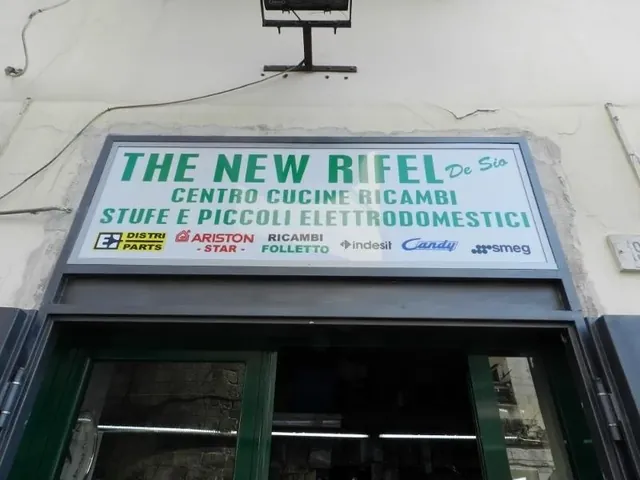 THE NEW RIFEL De Sio
CENTRO CUCINE RICAMBI
STUFE E PICCOLI ELETTRODOMESTICI
DISTRI PARTS
ARISTON
- STAR -
RICAMBI
FOLLETTO
indesit
Candy
smeg